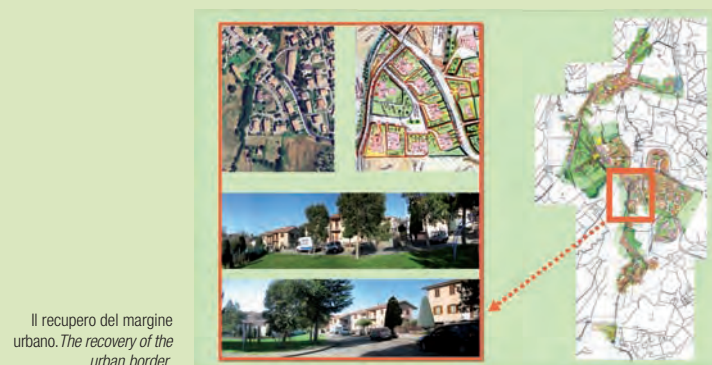 Il recupero del margine
urbano. The recovery of the
urban border.